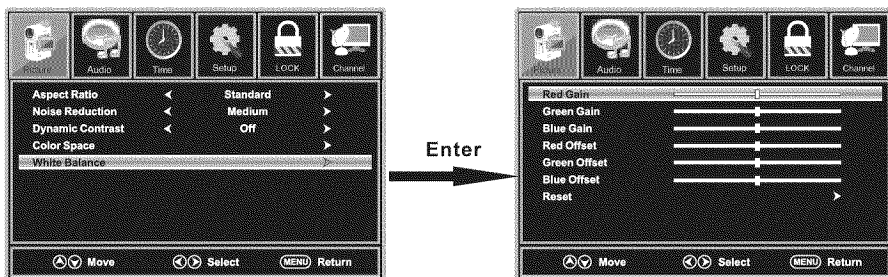 Picture Audio Time Setup LOCK Channel
Aspect Ratio Standard
Noise Reduction Medium
Dynamic Contrast Off
Color Space
White Balance
Move Select MENU Return
Enter
Picture Audio Time Setup LOCK Channel
Red Gain
Green Gain
Blue Gain
Red Offset
Green Offset
Blue Offset
Reset
Move Select MENU Return